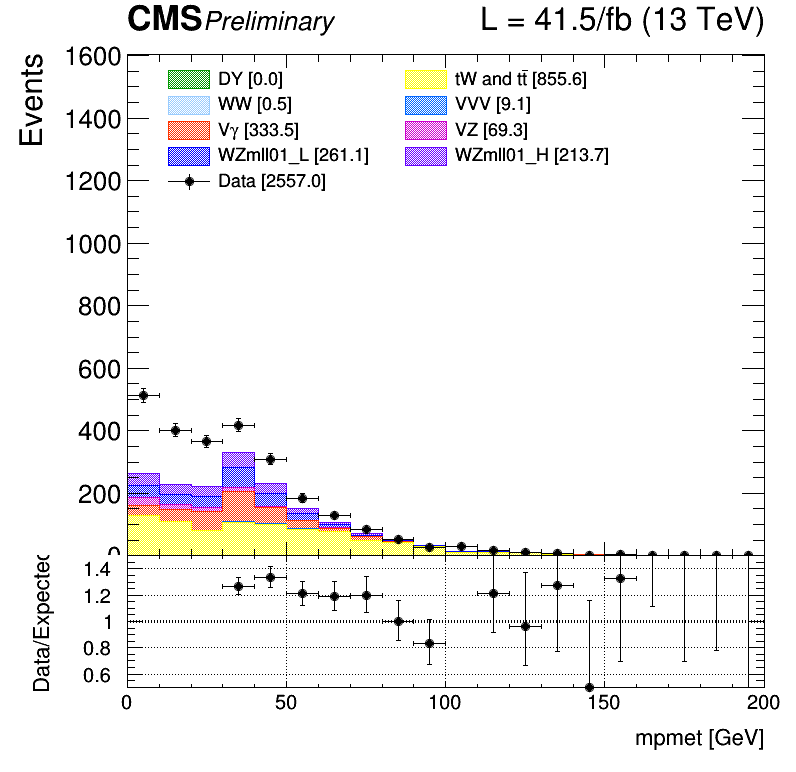 CMS Preliminary L = 41.5/fb (13 TeV)
Events
1600
1400
1200
1000
800
600
400
200
0
DY [0.0]
tW and tt̄ [855.6]
WW [0.5]
VVV [9.1]
Vγ [333.5]
VZ [69.3]
WZmll01_L [261.1]
WZmll01_H [213.7]
Data [2557.0]
Data/Expected
1.4
1.2
1
0.8
0.6
0 50 100 150 200
mpmet [GeV]